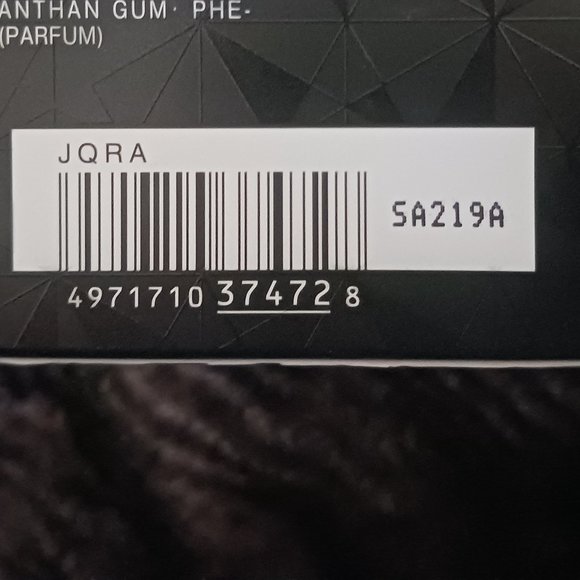 ANTHAN GUM· PHE-
(PARFUM)
JQRA
SA219A
4971710 37472 8